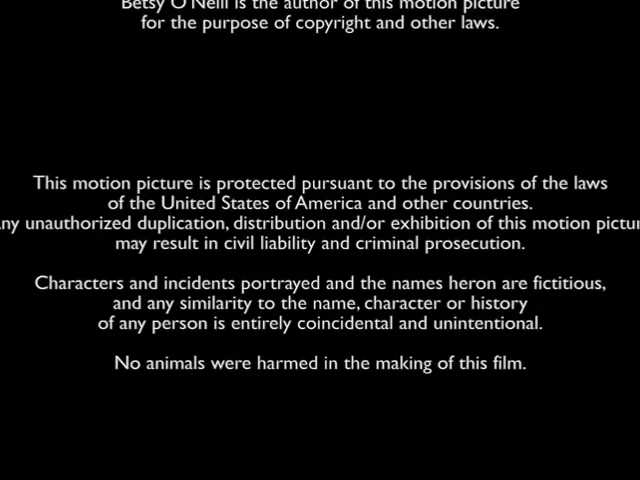 Betsy O'Neill is the author of this motion picture
for the purpose of copyright and other laws.
This motion picture is protected pursuant to the provisions of the laws
of the United States of America and other countries.
ny unauthorized duplication, distribution and/or exhibition of this motion pictur
may result in civil liability and criminal prosecution.
Characters and incidents portrayed and the names heron are fictitious,
and any similarity to the name, character or history
of any person is entirely coincidental and unintentional.
No animals were harmed in the making of this film.